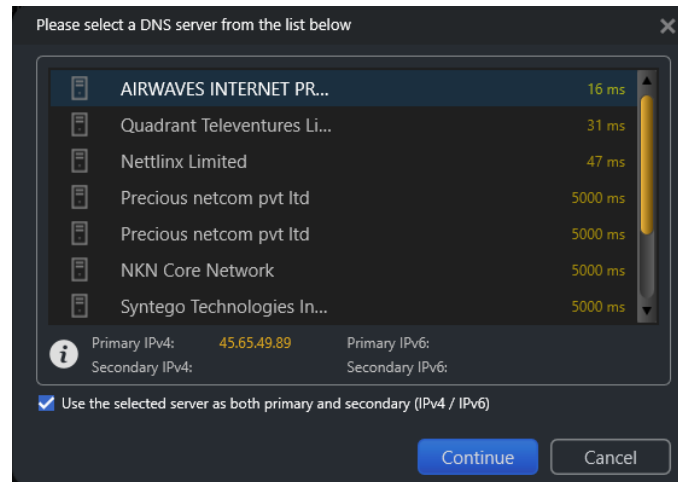 Please select a DNS server from the list below
AIRWAVES INTERNET PR... 16 ms
Quadrant Televentures Li... 31 ms
Nettlinx Limited 47 ms
Precious netcom pvt ltd 5000 ms
Precious netcom pvt ltd 5000 ms
NKN Core Network 5000 ms
Syntego Technologies In... 5000 ms
Primary IPv4: 45.65.49.89 Primary IPv6:
Secondary IPv4: Secondary IPv6:
Use the selected server as both primary and secondary (IPv4 / IPv6)
Continue Cancel